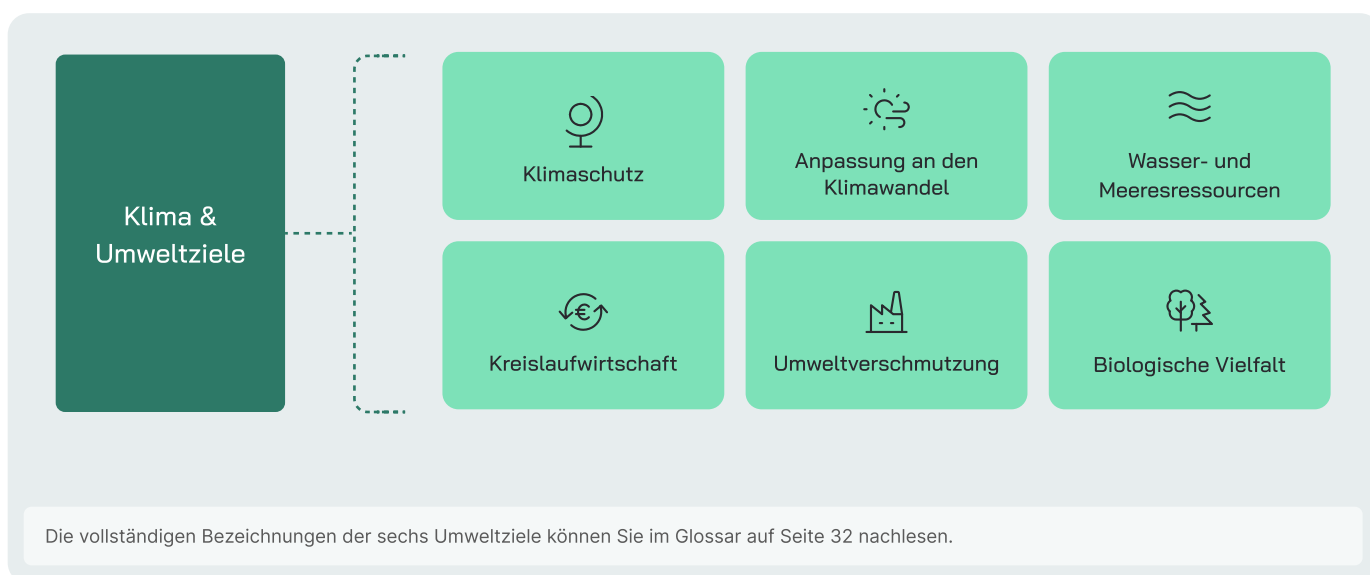 Klima &
Umweltziele
Klimaschutz
Anpassung an den
Klimawandel
Wasser- und
Meeresressourcen
€
Kreislaufwirtschaft
Umweltverschmutzung
Biologische Vielfalt
Die vollständigen Bezeichnungen der sechs Umweltziele können Sie im Glossar auf Seite 32 nachlesen.